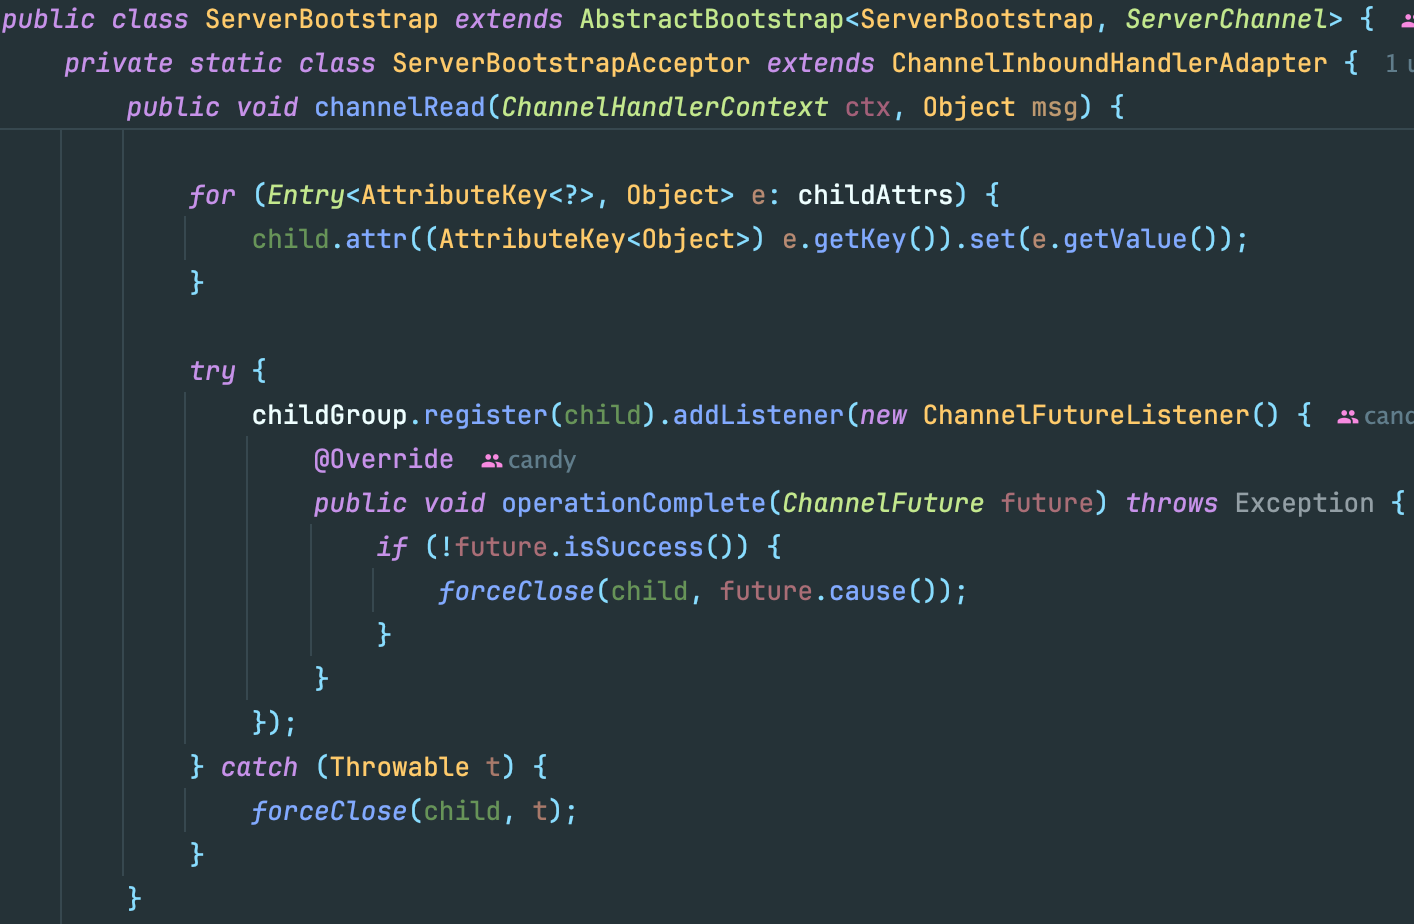 public class ServerBootstrap extends AbstractBootstrap<ServerBootstrap, ServerChannel> {
    private static class ServerBootstrapAcceptor extends ChannelInboundHandlerAdapter {  1
        public void channelRead(ChannelHandlerContext ctx, Object msg) {
            for (Entry<AttributeKey<?>, Object> e: childAttrs) {
                child.attr((AttributeKey<Object>) e.getKey()).set(e.getValue());
            }
            try {
                childGroup.register(child).addListener(new ChannelFutureListener() {
                    @Override  candy
                    public void operationComplete(ChannelFuture future) throws Exception {
                        if (!future.isSuccess()) {
                            forceClose(child, future.cause());
                        }
                    }
                });
            } catch (Throwable t) {
                forceClose(child, t);
            }
        }